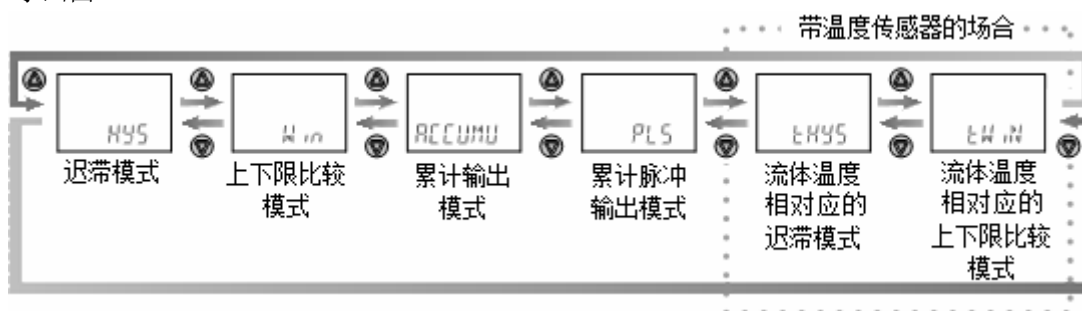 带温度传感器的场合
HYS
Win
ACCUMU
PLS
tHYS
tWiN
迟带模式
上下限比较
模式
累计输出
模式
累计脉冲
输出模式
流体温度
相对应的
迟滞模式
流体温度
相对应的
上下限比较
模式